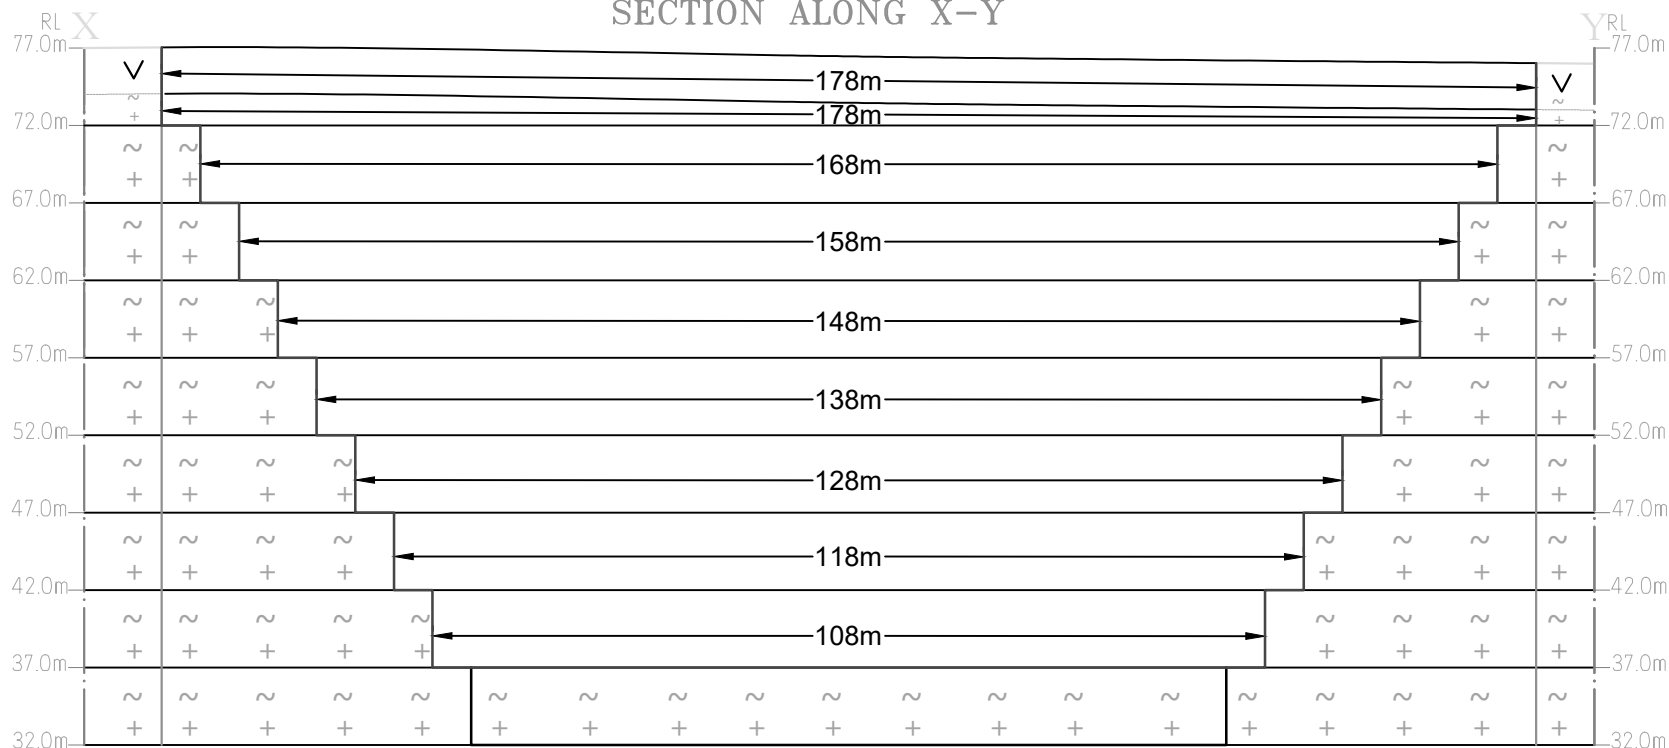 SECTION ALONG X-Y
RL X Y RL
77.0m 77.0m
V 178m V
~ ~
178m
+ +
72.0m 72.0m
~ ~ ~
168m
+ + +
67.0m 67.0m
~ ~ ~ ~
158m
+ + + +
62.0m 62.0m
~ ~ ~ ~ ~
148m
+ + + + +
57.0m 57.0m
~ ~ ~ ~ ~ ~
138m
+ + + + + +
52.0m 52.0m
~ ~ ~ ~ ~ ~ ~
128m
+ + + + + + +
47.0m 47.0m
~ ~ ~ ~ ~ ~ ~ ~
118m
+ + + + + + + +
42.0m 42.0m
~ ~ ~ ~ ~ ~ ~ ~ ~
108m
+ + + + + + + + +
37.0m 37.0m
~ ~ ~ ~ ~ ~ ~ ~ ~ ~ ~ ~ ~ ~ ~ ~ ~ ~ ~
+ + + + + + + + + + + + + + + + + + +
32.0m 32.0m